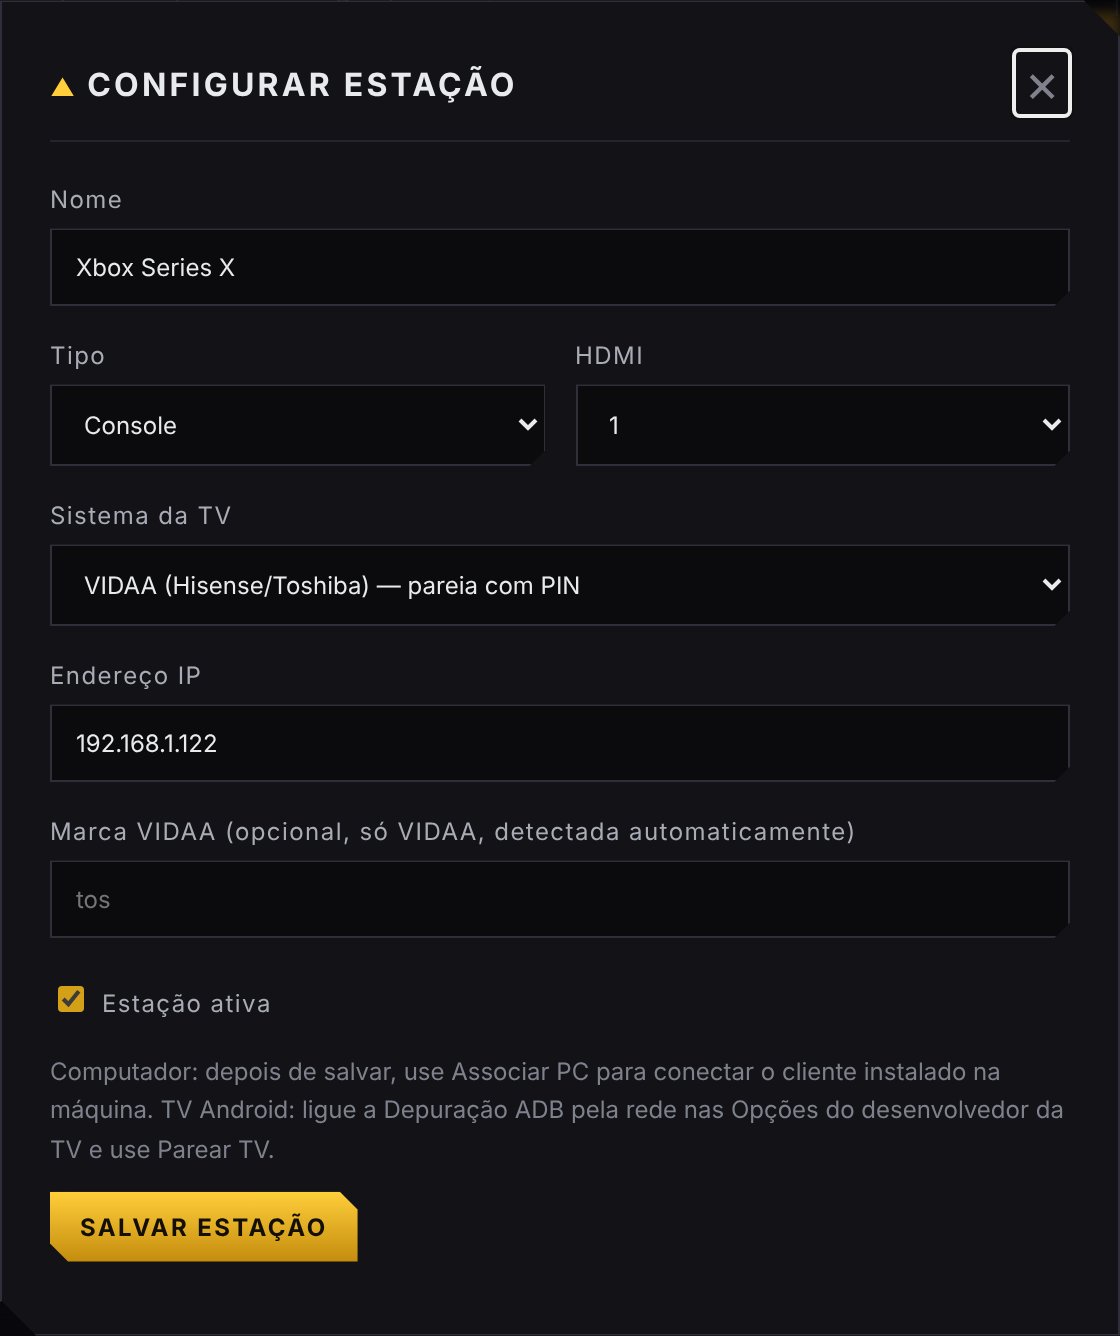 CONFIGURAR ESTAÇÃO
Nome
Xbox Series X
Tipo
HDMI
Console
1
Sistema da TV
VIDAA (Hisense/Toshiba) — pareia com PIN
Endereço IP
192.168.1.122
Marca VIDAA (opcional, só VIDAA, detectada automaticamente)
tos
Estação ativa
Computador: depois de salvar, use Associar PC para conectar o cliente instalado na
máquina. TV Android: ligue a Depuração ADB pela rede nas Opções do desenvolvedor da
TV e use Parear TV.
SALVAR ESTAÇÃO